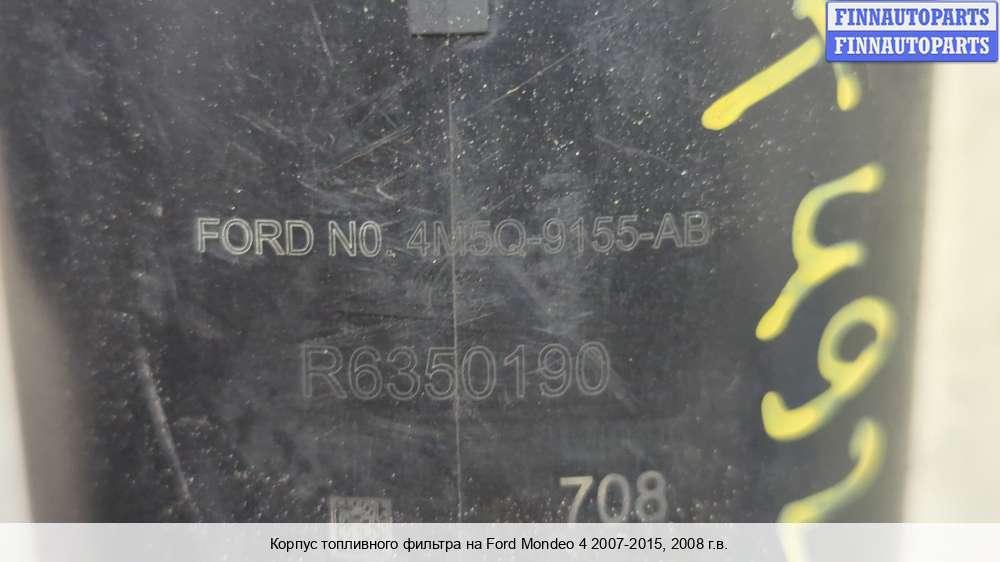 FINNAUTOPARTS
FINNAUTOPARTS
FORD NO. 4M5Q-9155-AB
R6350190
708
Корпус топливного фильтра на Ford Mondeo 4 2007-2015, 2008 г.в.